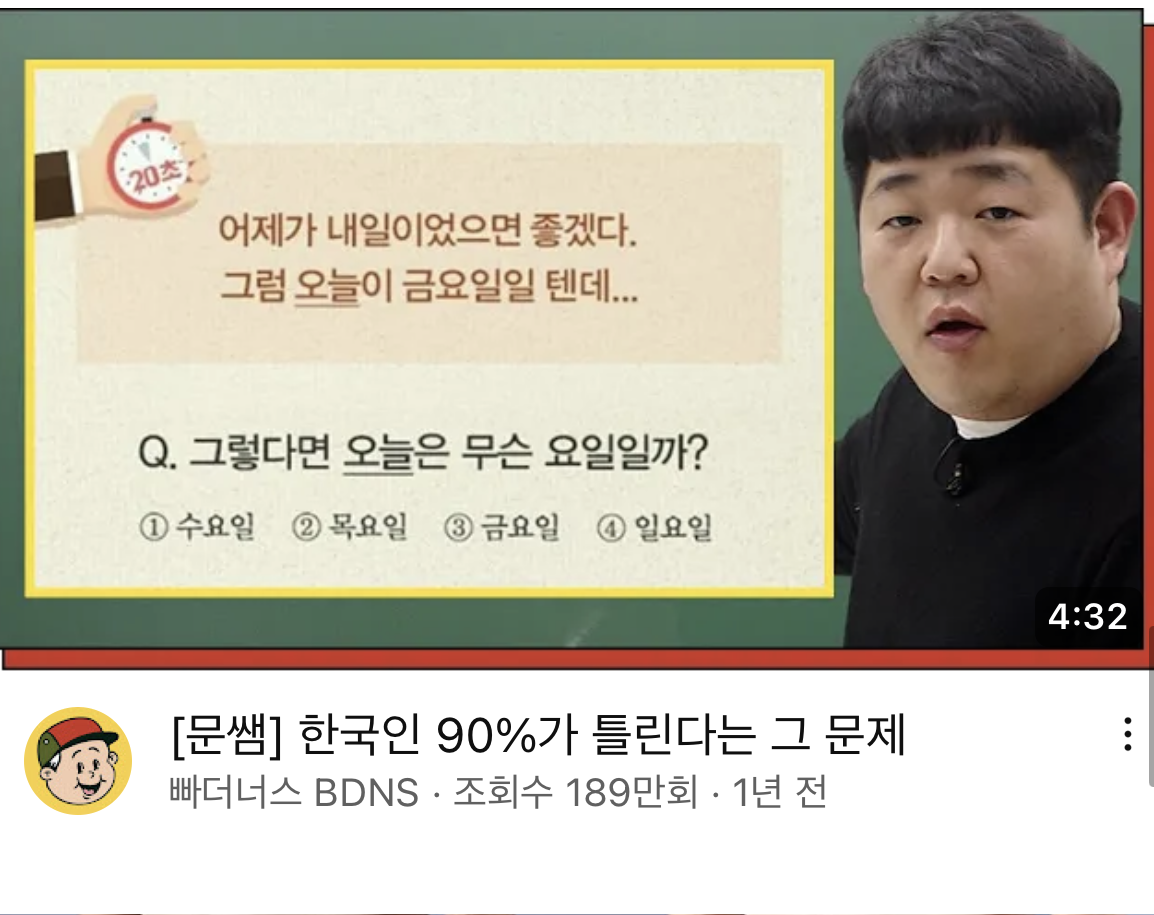 20초
어제가 내일이었으면 좋겠다.
그럼 오늘이 금요일일 텐데...
Q. 그렇다면 오늘은 무슨 요일일까?
① 수요일 ② 목요일 ③ 금요일 ④ 일요일
4:32
[문쌤] 한국인 90%가 틀린다는 그 문제
빠더너스 BDNS · 조회수 189만회 · 1년 전